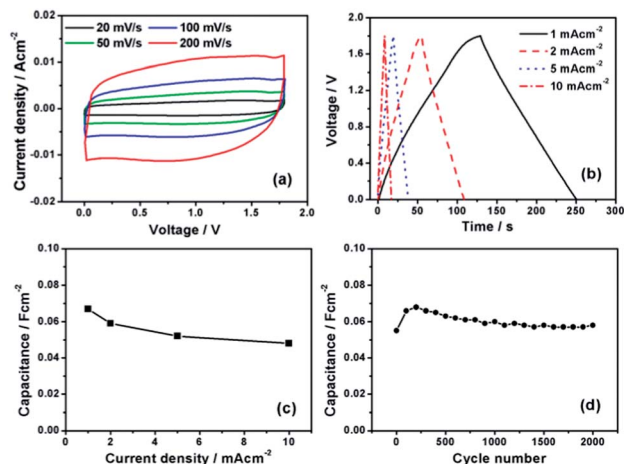 20 mV/s 100 mV/s
50 mV/s 200 mV/s
Current density / Acm-2
0.02
0.01
0.00
-0.01
-0.02
0.0 0.5 1.0 1.5 2.0
Voltage / V
(a)
1 mAcm-2
2 mAcm-2
5 mAcm-2
10 mAcm-2
Voltage / V
2.0
1.6
1.2
0.8
0.4
0.0
0 50 100 150 200 250 300
Time / s
(b)
Capacitance / Fcm-2
0.10
0.08
0.06
0.04
0.02
0.00
2 4 6 8 10
Current density / mAcm-2
(c)
Capacitance / Fcm-2
0.10
0.08
0.06
0.04
0.02
0.00
0 500 1000 1500 2000
Cycle number
(d)